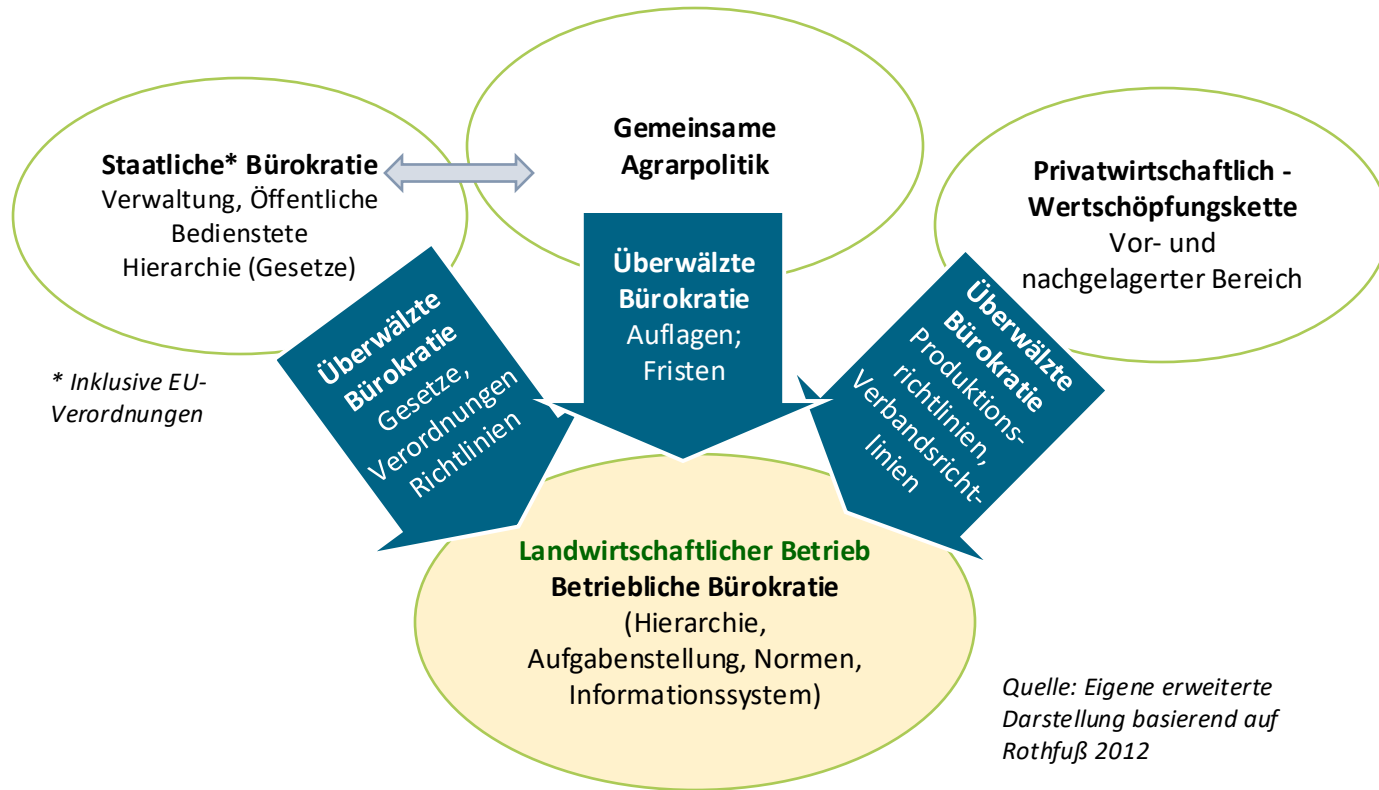 Staatliche* Bürokratie
Verwaltung, Öffentliche
Bedienstete
Hierarchie (Gesetze)
Gemeinsame
Agrarpolitik
Privatwirtschaftlich -
Wertschöpfungskette
Vor- und
nachgelagerter Bereich
Überwälzte
Bürokratie
Gesetze,
Verordnungen
Richtlinien
Überwälzte
Bürokratie
Auflagen;
Fristen
Überwälzte
Bürokratie
Produktions-
richtlinien,
Verbandsricht-
linien
* Inklusive EU-
Verordnungen
Landwirtschaftlicher Betrieb
Betriebliche Bürokratie
(Hierarchie,
Aufgabenstellung, Normen,
Informationssystem)
Quelle: Eigene erweiterte
Darstellung basierend auf
Rothfuß 2012